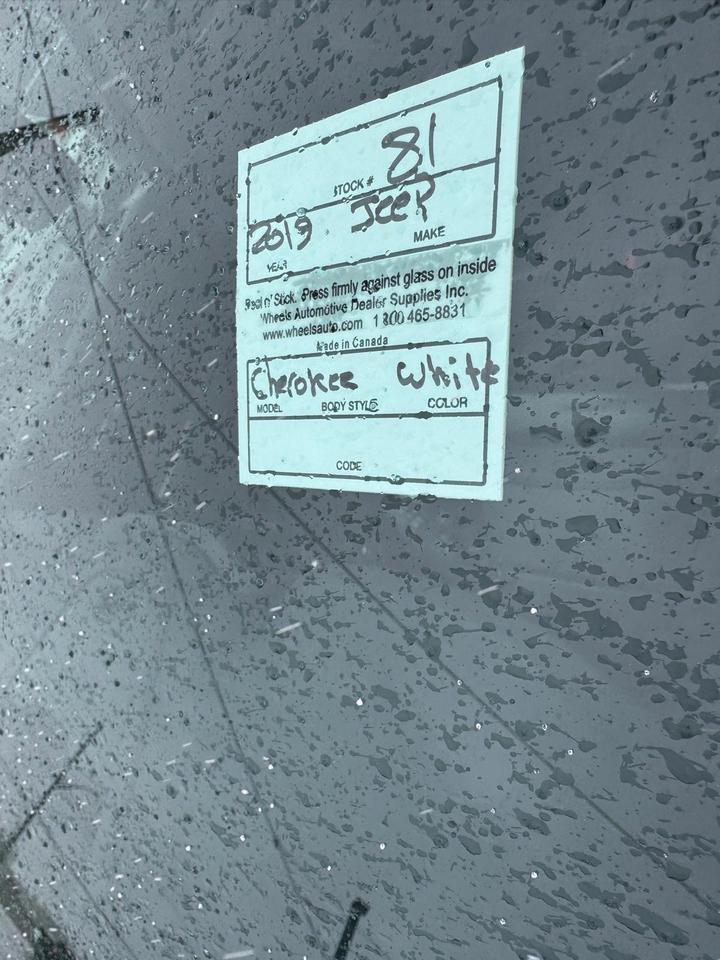 81
STOCK #
2019 Jeep
YEAR MAKE
Peel n' Stick. Press firmly against glass on inside
Wheels Automotive Dealer Supplies Inc.
www.wheelsauto.com 1 800 465-8831
Made in Canada
Cherokee White
MODEL BODY STYLE COLOR
CODE